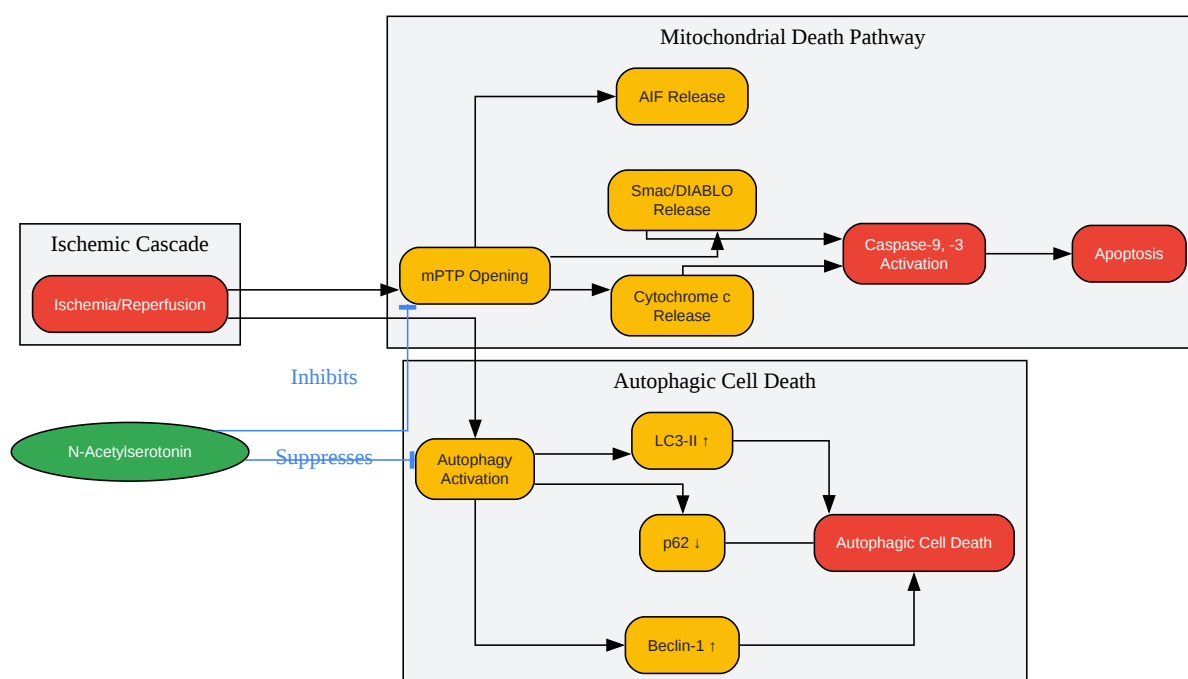 Mitochondrial Death Pathway
AIF Release
Smac/DIABLO
Release
Ischemic Cascade
Caspase-9, -3
Activation
Apoptosis
mPTP Opening
Ischemia/Reperfusion
Cytochrome c
Release
Inhibits
Autophagic Cell Death
N-Acetylserotonin
Suppresses
LC3-II ↑
Autophagy
Activation
p62 ↓
Autophagic Cell Death
Beclin-1 ↑